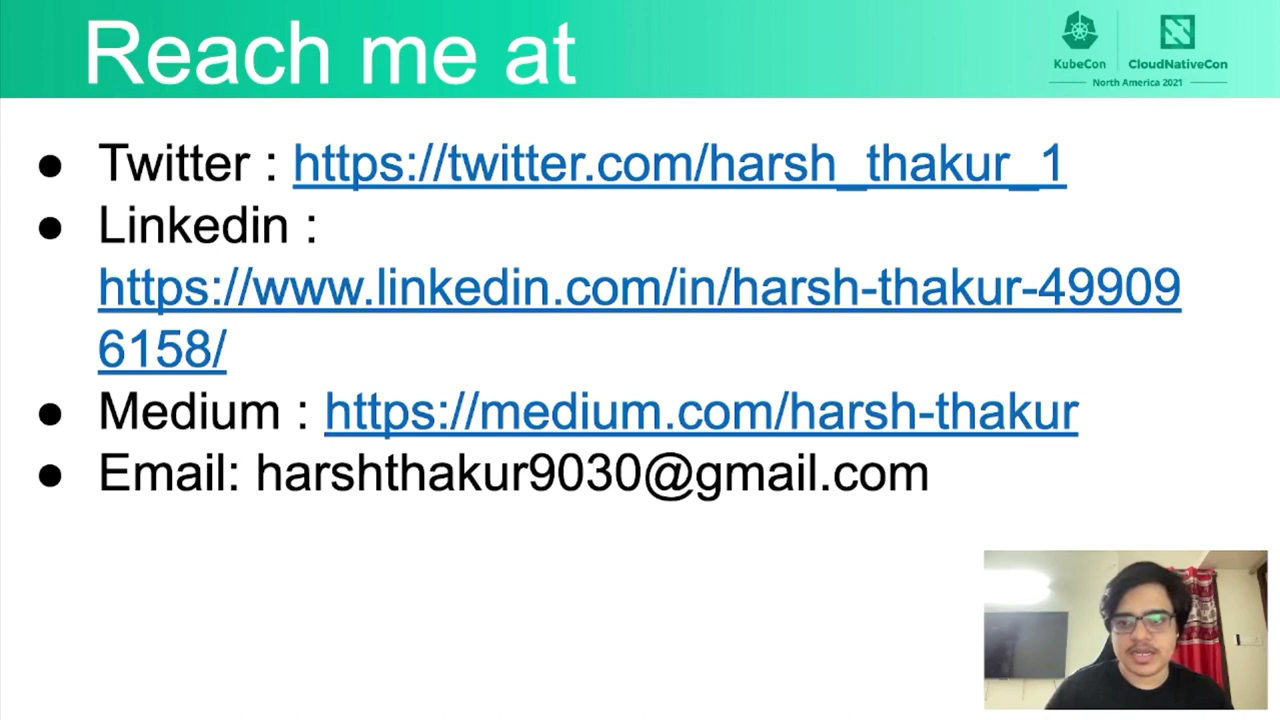 Reach me at
KubeCon
CloudNativeCon
North America 2021
● Twitter : https://twitter.com/harsh_thakur_1
● Linkedin :
https://www.linkedin.com/in/harsh-thakur-49909
6158/
● Medium : https://medium.com/harsh-thakur
● Email: harshthakur9030@gmail.com